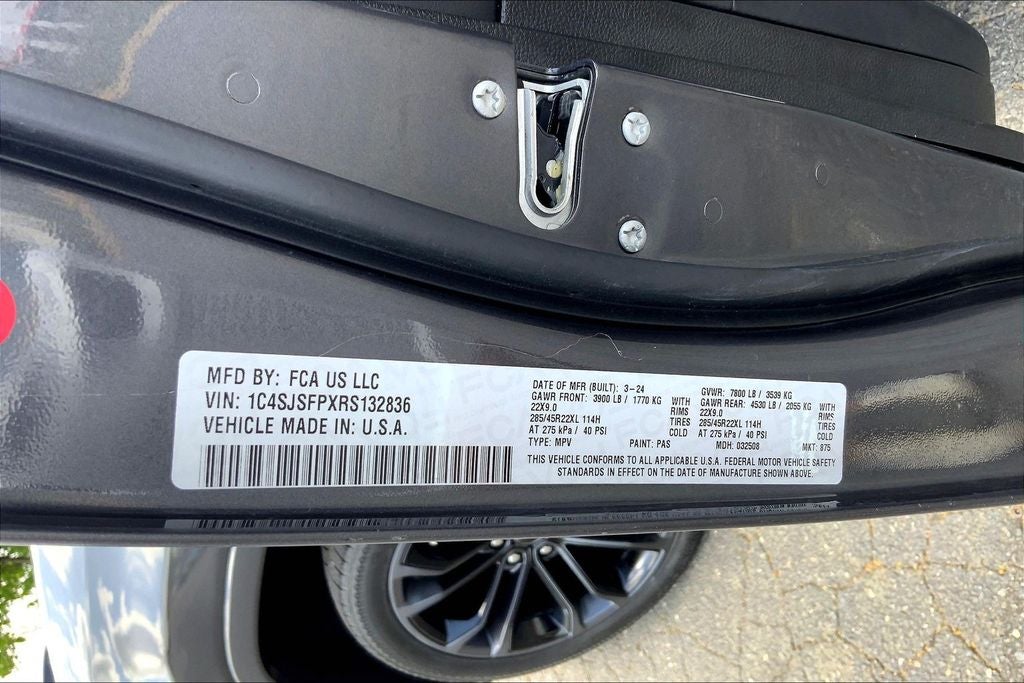 MFD BY: FCA US LLC
VIN: 1C4SJSFPXRS132836
VEHICLE MADE IN: U.S.A.
DATE OF MFR (BUILT): 3-24 GVWR: 7800 LB / 3539 KG
GAWR FRONT: 3900 LB / 1770 KG WITH GAWR REAR: 4530 LB / 2055 KG WITH
22X9.0 RIMS 22X9.0 RIMS
285/45R22XL 114H TIRES 285/45R22XL 114H TIRES
AT 275 kPa / 40 PSI COLD AT 275 kPa / 40 PSI COLD
TYPE: MPV PAINT: PAS MDH: 032508 MKT: 875
THIS VEHICLE CONFORMS TO ALL APPLICABLE U.S.A. FEDERAL MOTOR VEHICLE SAFETY
STANDARDS IN EFFECT ON THE DATE OF MANUFACTURE SHOWN ABOVE.